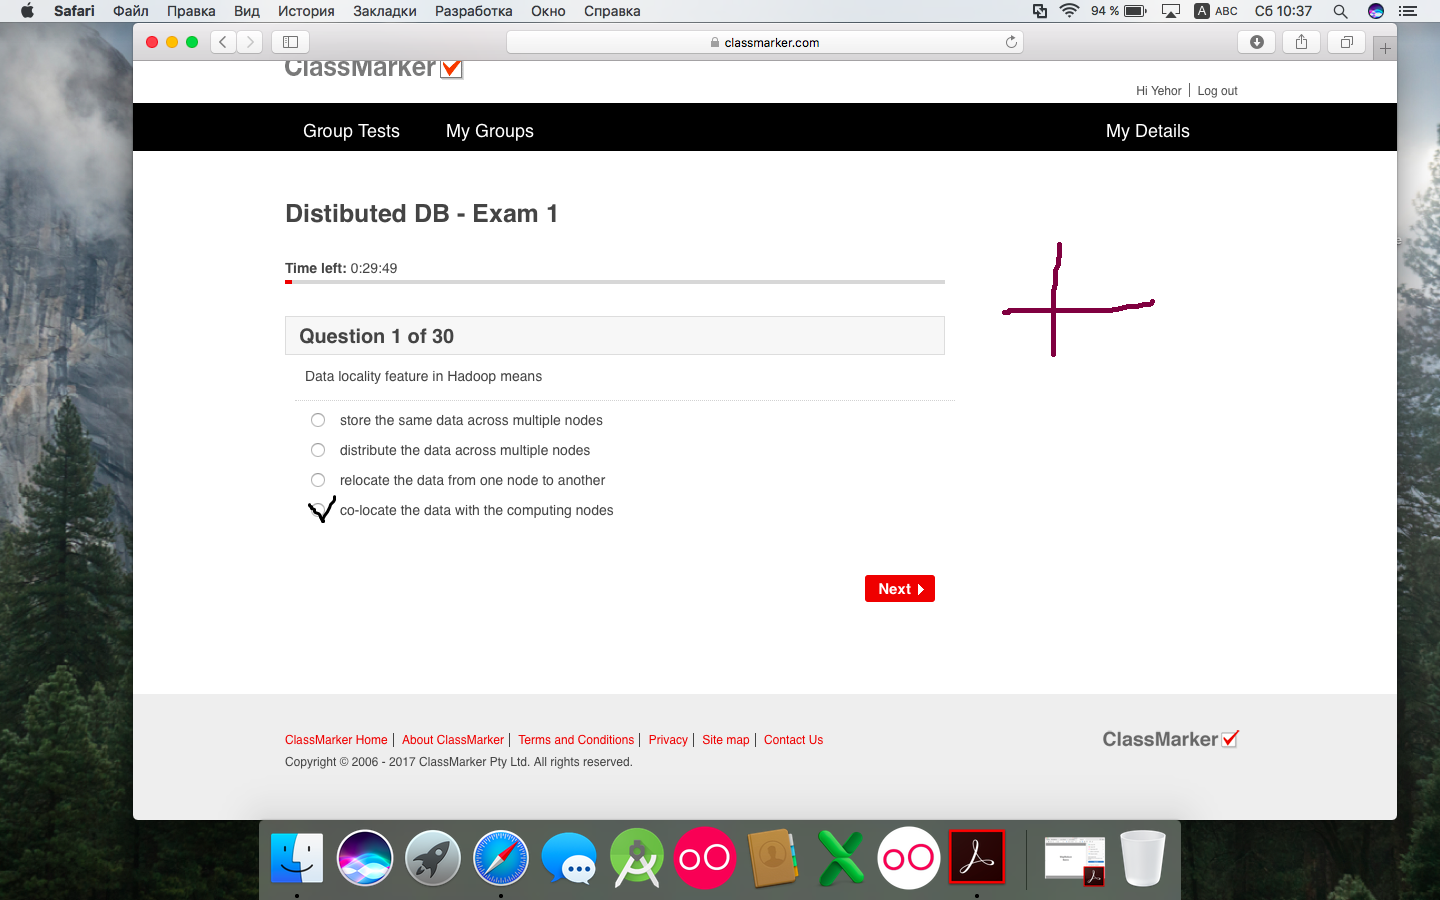 Safari Файл Правка Вид История Закладки Разработка Окно Справка 94 % A ABC Сб 10:37
classmarker.com
ClassMarker
Hi Yehor | Log out
Group Tests My Groups My Details
Distibuted DB - Exam 1
Time left: 0:29:49
Question 1 of 30
Data locality feature in Hadoop means
store the same data across multiple nodes
distribute the data across multiple nodes
relocate the data from one node to another
co-locate the data with the computing nodes
Next
ClassMarker Home | About ClassMarker | Terms and Conditions | Privacy | Site map | Contact Us
ClassMarker
Copyright © 2006 - 2017 ClassMarker Pty Ltd. All rights reserved.